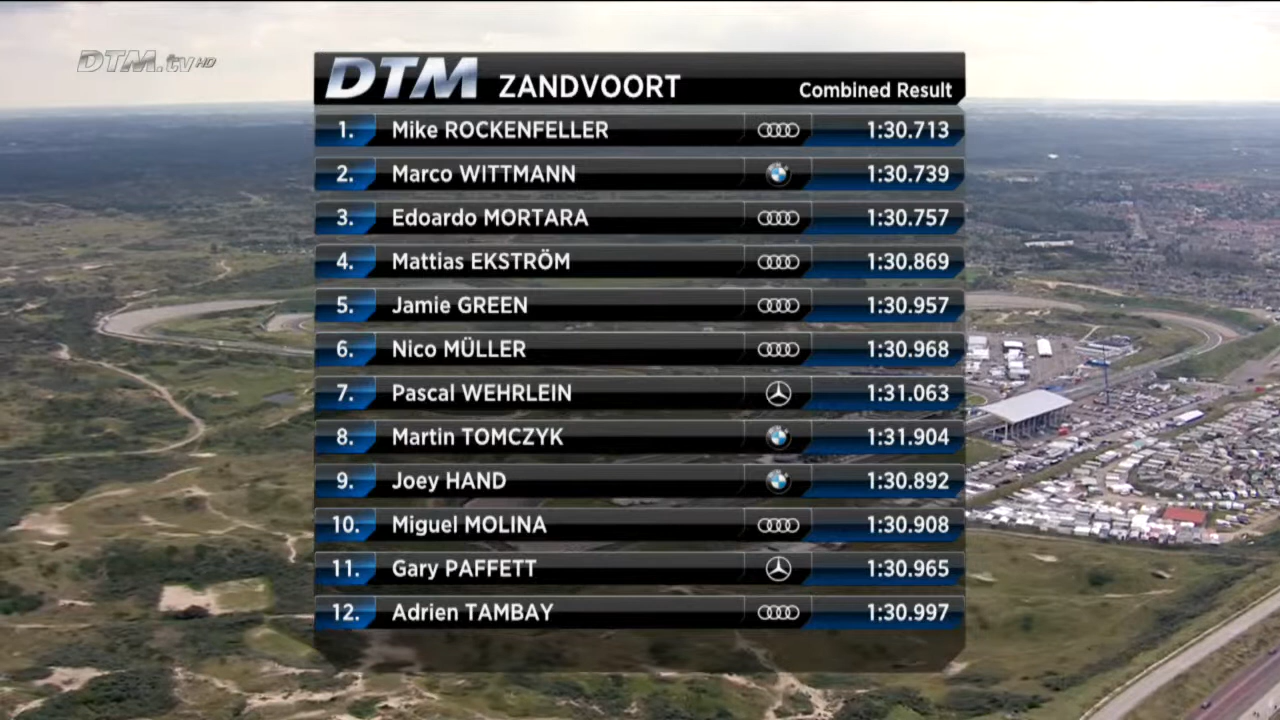 DTM.tv HD
DTM ZANDVOORT Combined Result
1. Mike ROCKENFELLER 1:30.713
2. Marco WITTMANN 1:30.739
3. Edoardo MORTARA 1:30.757
4. Mattias EKSTRÖM 1:30.869
5. Jamie GREEN 1:30.957
6. Nico MÜLLER 1:30.968
7. Pascal WEHRLEIN 1:31.063
8. Martin TOMCZYK 1:31.904
9. Joey HAND 1:30.892
10. Miguel MOLINA 1:30.908
11. Gary PAFFETT 1:30.965
12. Adrien TAMBAY 1:30.997